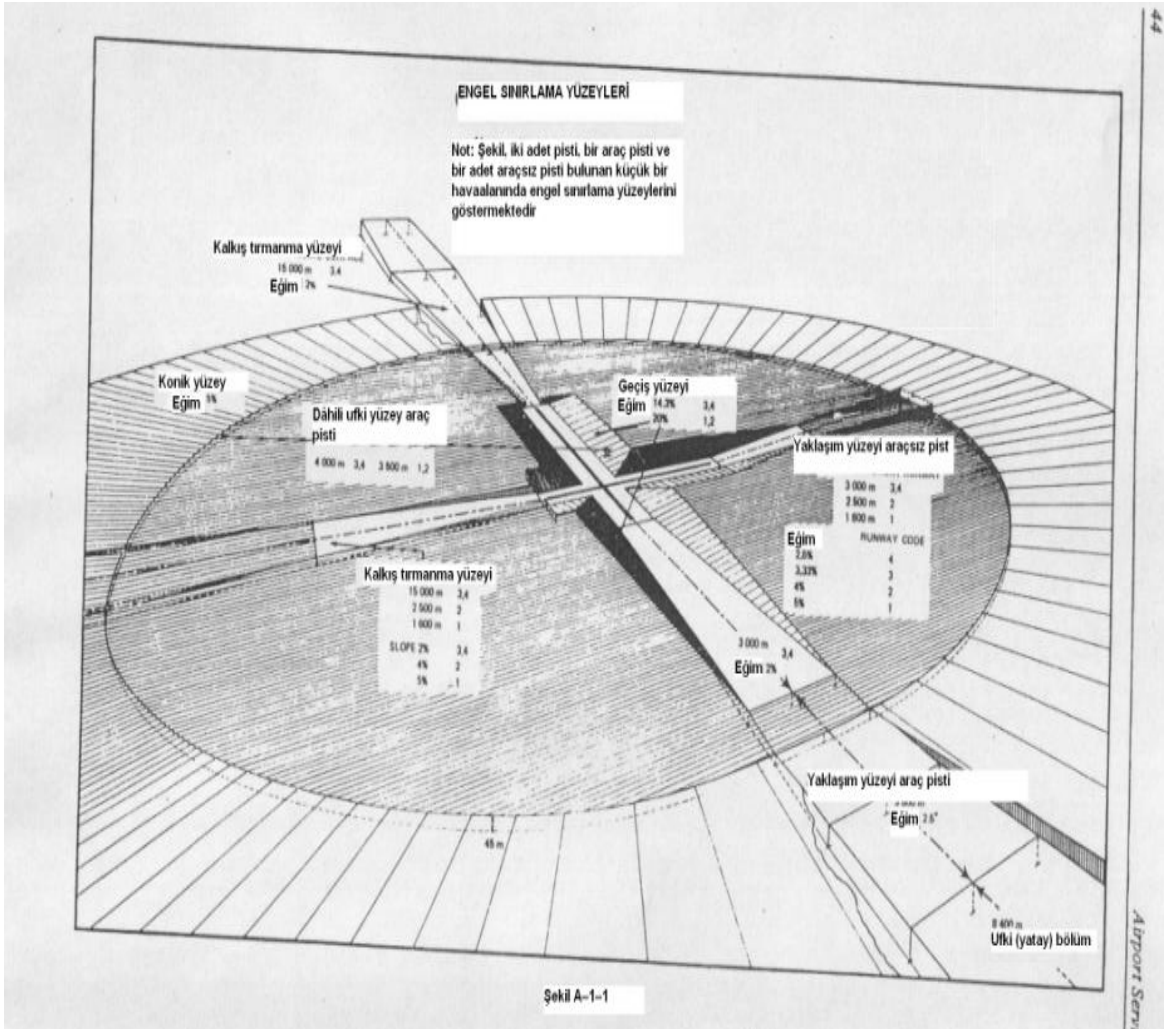 44
ENGEL SINIRLAMA YÜZEYLERİ
Not: Şekil, iki adet pisti, bir araç pisti ve
bir adet araçsız pisti bulunan küçük bir
havaalanında engel sınırlama yüzeylerini
göstermektedir
Kalkış tırmanma yüzeyi
15 000 m 3,4
Eğim 2%
Konik yüzey
Eğim 5%
Dâhili ufki yüzey araç
pisti
4 000 m 3,4 3 500 m 1,2
Geçiş yüzeyi
Eğim 14.3% 3,4
20% 1,2
Yaklaşım yüzeyi araçsız pist
3 000 m 3,4
2 500 m 2
1 600 m 1
RUNWAY CODE
Eğim
2,5% 4
3,33% 3
4% 2
5% 1
Kalkış tırmanma yüzeyi
15 000 m 3,4
2 500 m 2
1 600 m 1
SLOPE 2% 3,4
4% 2
5% 1
3 000 m 3,4
Eğim 2%
Yaklaşım yüzeyi araç pisti
Eğim 2.5"
45 m
8 400 m
Ufki (yatay) bölüm
Şekil A–1–1
Airport Serv